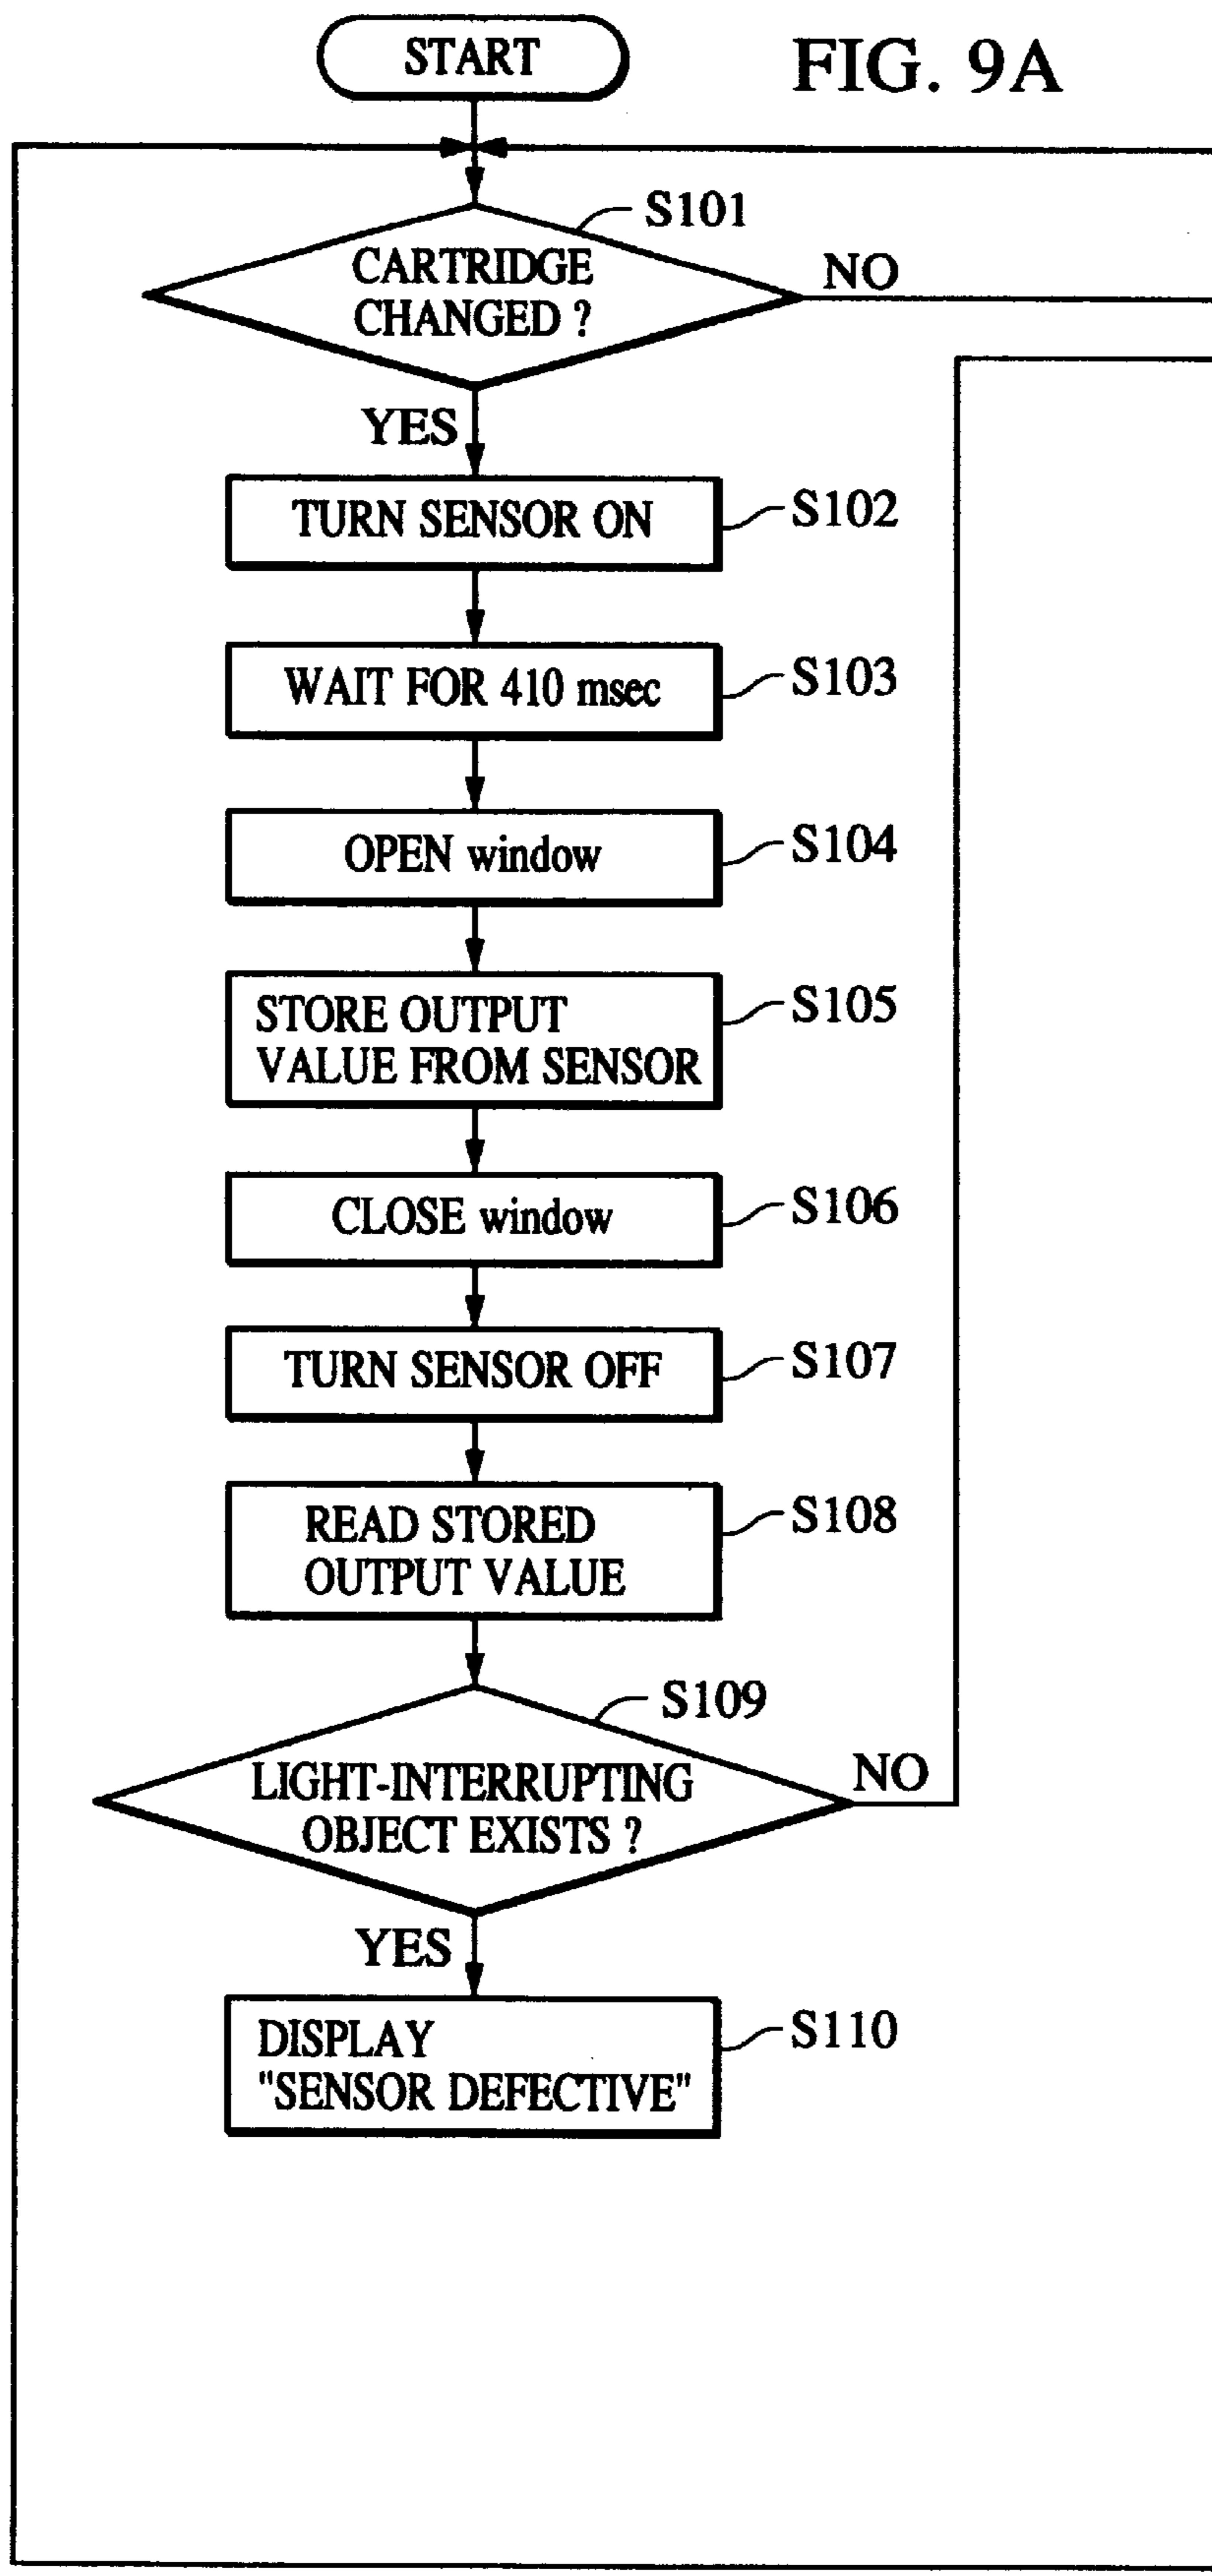 START
FIG. 9A
S101
CARTRIDGE
CHANGED ?
NO
YES
TURN SENSOR ON
S102
WAIT FOR 410 msec
S103
OPEN window
S104
STORE OUTPUT
VALUE FROM SENSOR
S105
CLOSE window
S106
TURN SENSOR OFF
S107
READ STORED
OUTPUT VALUE
S108
S109
LIGHT-INTERRUPTING
OBJECT EXISTS ?
NO
YES
DISPLAY
"SENSOR DEFECTIVE"
S110